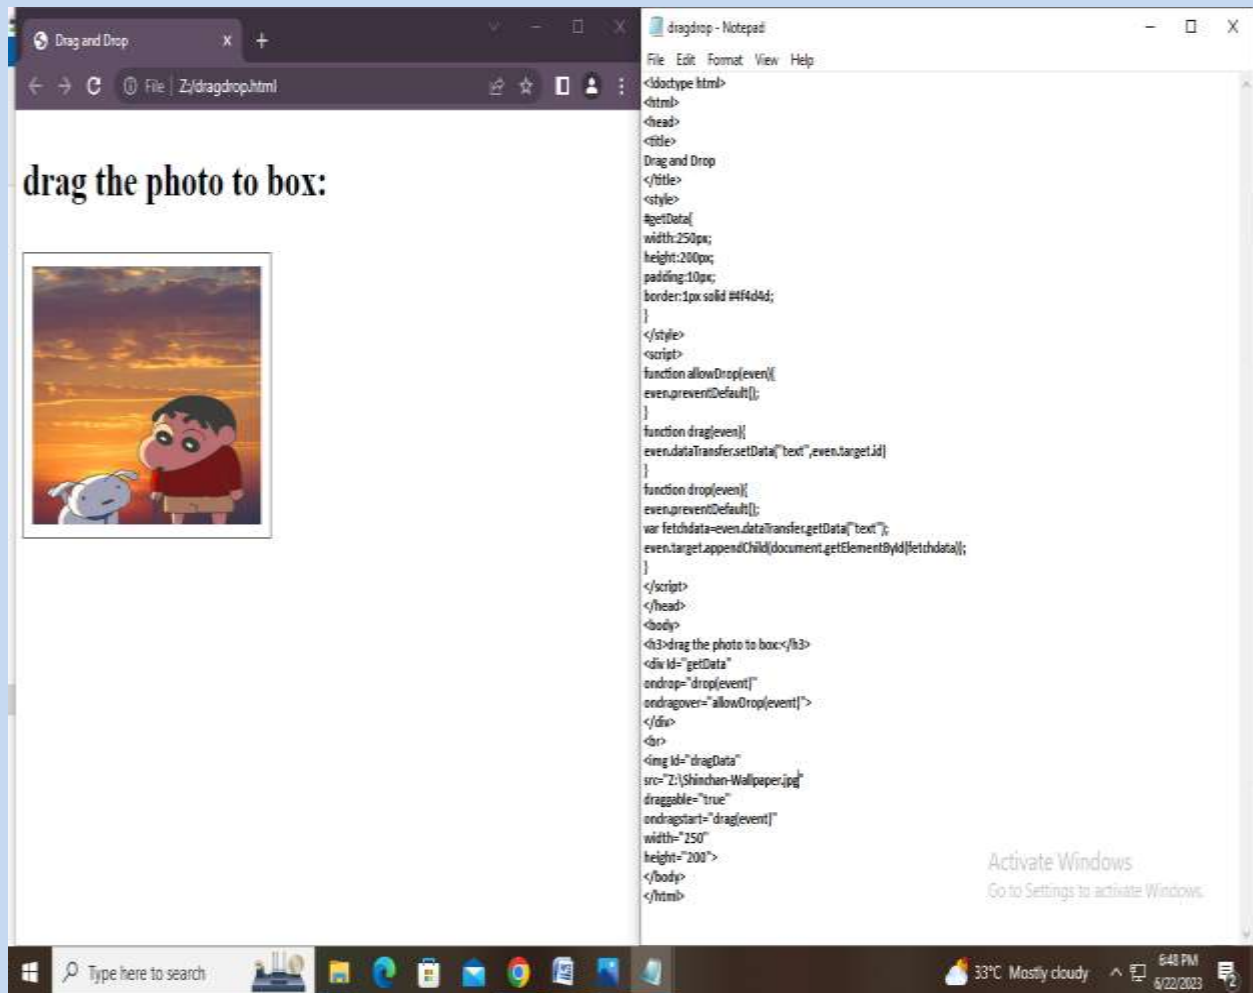 Drag and Drop
File Z:/dragdrop.html
drag the photo to box:
dragdrop - Notepad
File Edit Format View Help
<!doctype html>
<html>
<head>
<title>
Drag and Drop
</title>
<style>
#getData{
width:250px;
height:200px;
padding:10px;
border:1px solid #4f4d4d;
}
</style>
<script>
function allowDrop(even){
even.preventDefault();
}
function drag(even){
even.dataTransfer.setData("text",even.target.id)
}
function drop(even){
even.preventDefault();
var fetchdata=even.dataTransfer.getData("text");
even.target.appendChild(document.getElementById(fetchdata));
}
</script>
</head>
<body>
<h3>drag the photo to box:</h3>
<div Id="getData"
ondrop="drop(event)"
ondragover="allowDrop(event)">
</div>
<br>
<img Id="dragData"
src="Z:\Shinchan-Wallpaper.jpg"
draggable="true"
ondragstart="drag(event)"
width="250"
height="200">
</body>
</html>
Activate Windows
Go to Settings to activate Windows.
Type here to search
33°C Mostly cloudy
6:48 PM
6/22/2023
2